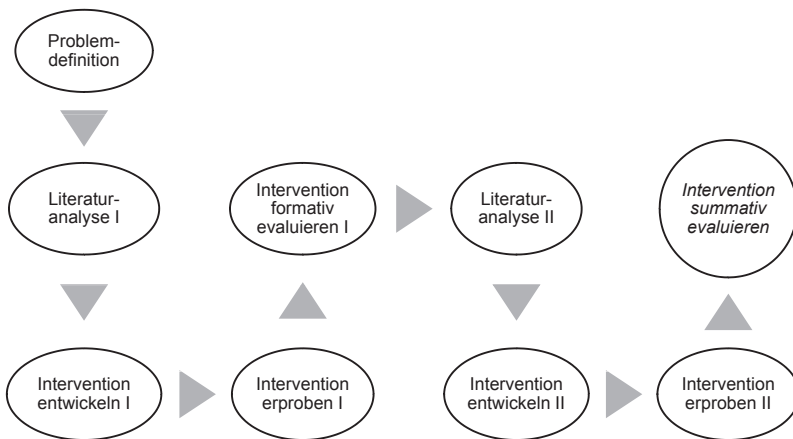 Problem-
definition
Literatur-
analyse I
Intervention
entwickeln I
Intervention
erproben I
Intervention
formativ
evaluieren I
Literatur-
analyse II
Intervention
entwickeln II
Intervention
erproben II
Intervention
summativ
evaluieren